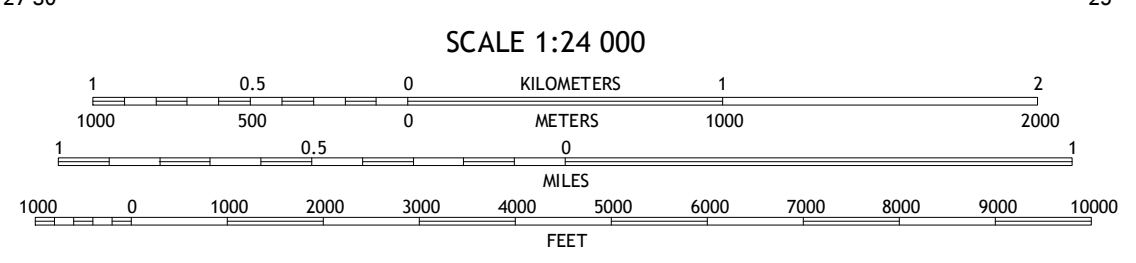 27'30"
25'
SCALE 1:24 000
1 0.5 0 KILOMETERS 1 2
1000 500 0 METERS 1000 2000
1 0.5 0 1
MILES
1000 0 1000 2000 3000 4000 5000 6000 7000 8000 9000 10000
FEET